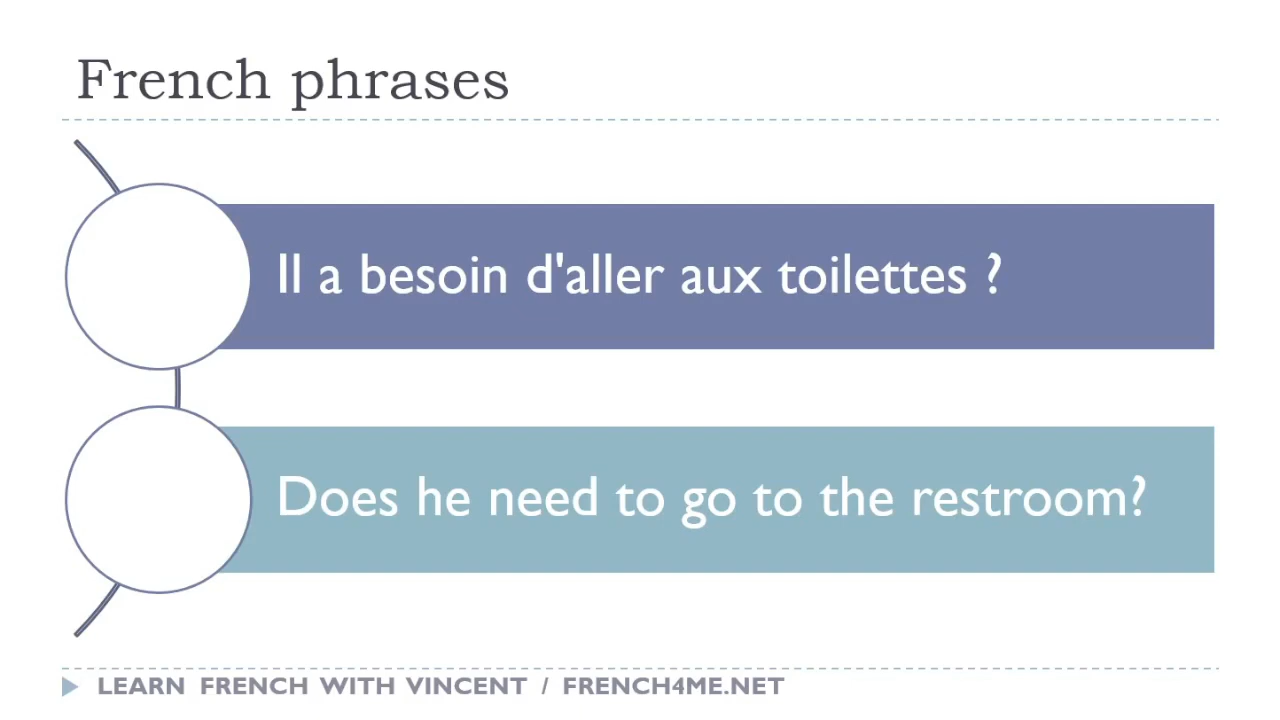 French phrases
Il a besoin d'aller aux toilettes ?
Does he need to go to the restroom?
LEARN FRENCH WITH VINCENT / FRENCH4ME.NET